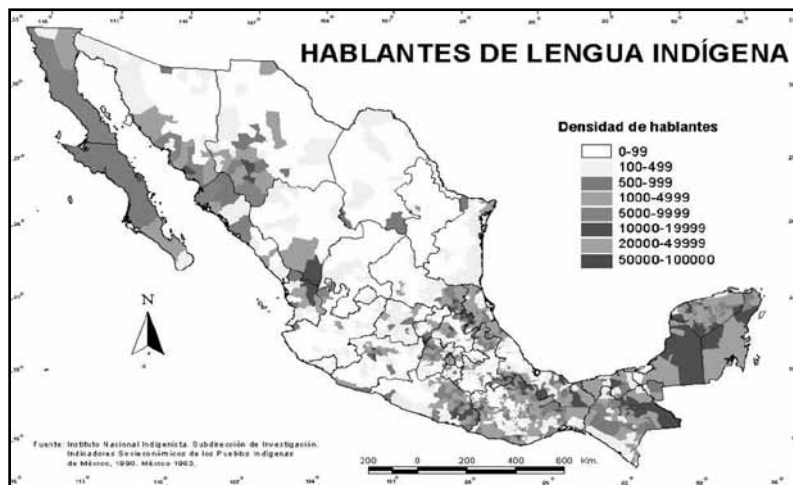 HABLANTES DE LENGUA INDÍGENA
Densidad de hablantes
0-99
100-499
500-999
1000-4999
5000-9999
10000-19999
20000-49999
50000-100000
N
Fuente: Instituto Nacional Indigenista. Subdirección de Investigación.
Indicadores Socieconómicos de los Pueblos Indígenas
de México, 1990. México 1993.
200 0 200 400 600 Km.